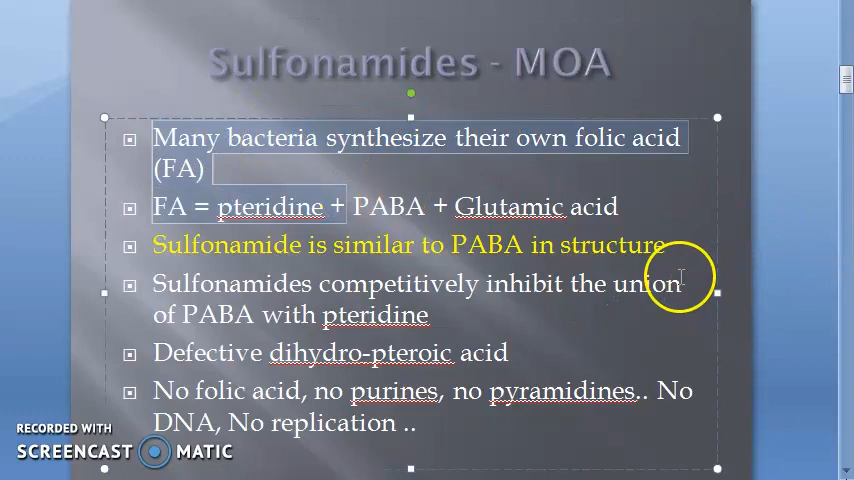 Sulfonamides - MOA
Many bacteria synthesize their own folic acid
(FA)
FA = pteridine + PABA + Glutamic acid
Sulfonamide is similar to PABA in structure
Sulfonamides competitively inhibit the union
of PABA with pteridine
Defective dihydro-pteroic acid
No folic acid, no purines, no pyramidines.. No
DNA, No replication ..
RECORDED WITH
SCREENCAST MATIC